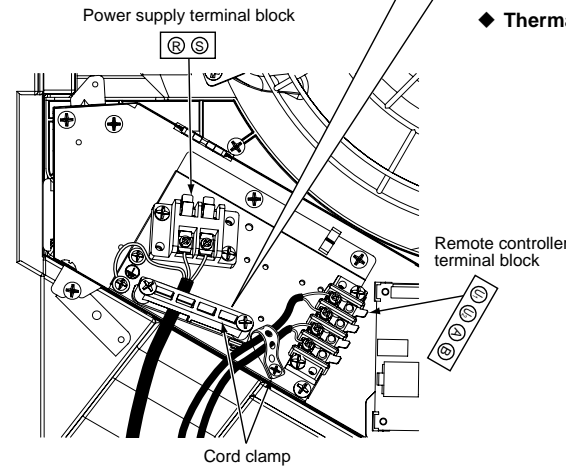 Power supply terminal block
Ⓡ Ⓢ
◆ Therma
Remote controller
terminal block
Ⓐ Ⓑ
Cord clamp